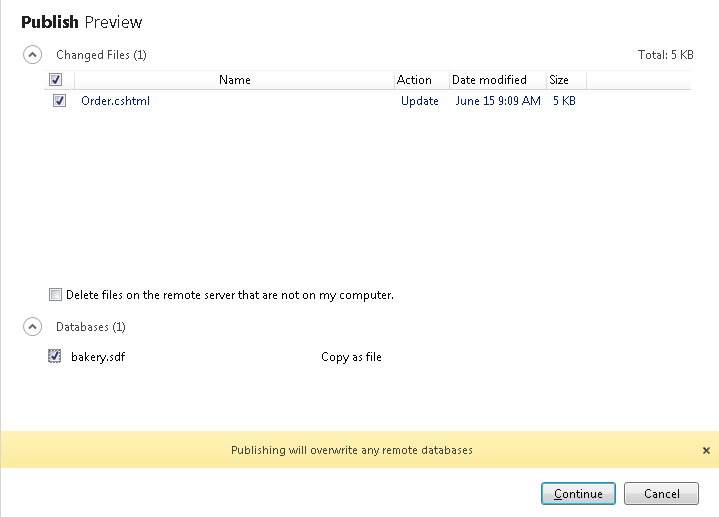 Publish Preview
Changed Files (1) Total: 5 KB
Name Action Date modified Size
Order.cshtml Update June 15 9:09 AM 5 KB
Delete files on the remote server that are not on my computer.
Databases (1)
bakery.sdf Copy as file
Publishing will overwrite any remote databases
Continue Cancel